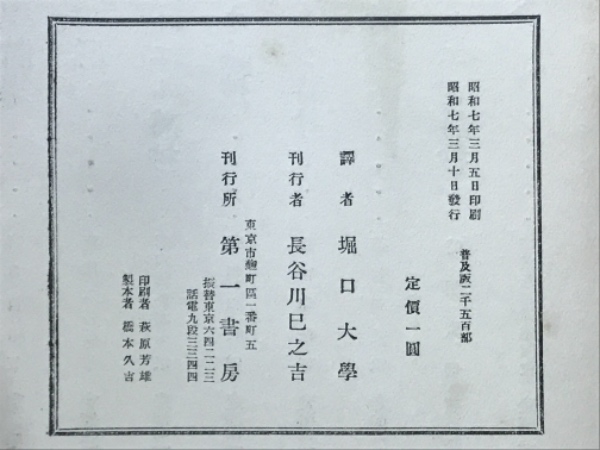 昭和七年三月五日印刷
昭和七年三月十日發行
普及版二千五百部
定價一圓
譯者 堀口大學
刊行者 長谷川巳之吉
東京市麹町區一番町五
刊行所 第一書房
振替東京六四二二三
話電九段三三四四
印刷者 萩原芳雄
製本者 橋本久吉